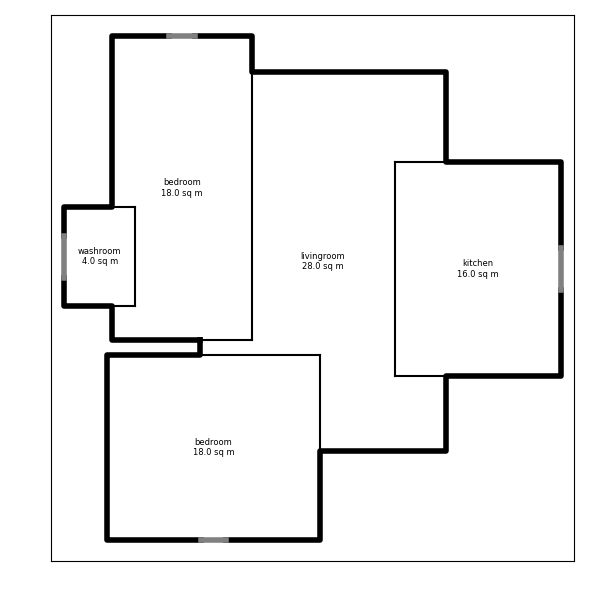 bedroom
18.0 sq m
washroom
4.0 sq m
livingroom
28.0 sq m
kitchen
16.0 sq m
bedroom
18.0 sq m